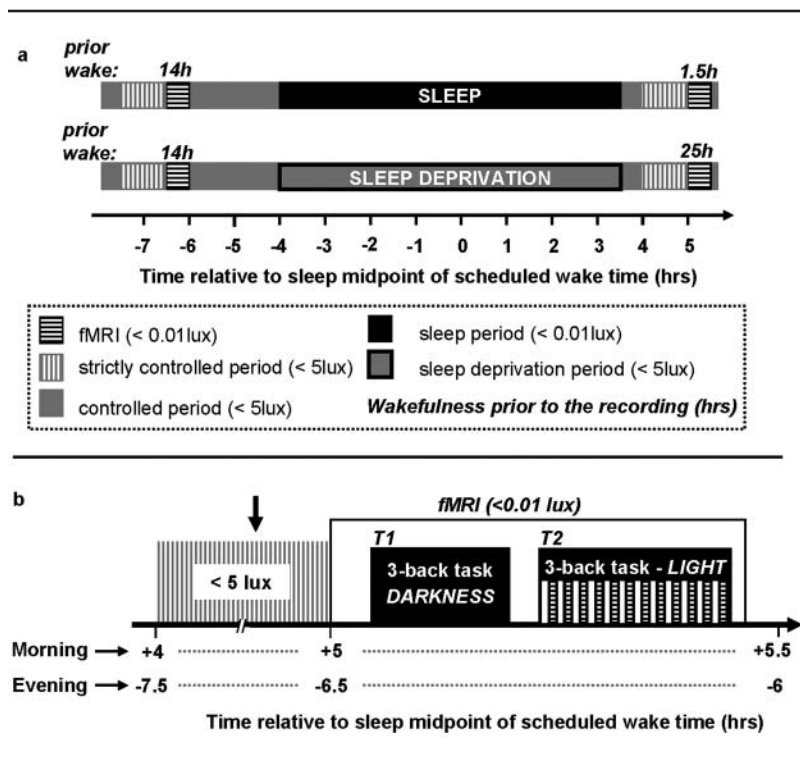 a
prior
wake: 14h 1.5h
SLEEP
prior
wake: 14h 25h
SLEEP DEPRIVATION
-7 -6 -5 -4 -3 -2 -1 0 1 2 3 4 5
Time relative to sleep midpoint of scheduled wake time (hrs)
fMRI (< 0.01lux)
strictly controlled period (< 5lux)
controlled period (< 5lux)
sleep period (< 0.01lux)
sleep deprivation period (< 5lux)
Wakefulness prior to the recording (hrs)
b
fMRI (<0.01 lux)
< 5 lux
T1
3-back task
DARKNESS
T2
3-back task - LIGHT
Morning +4 +5 +5.5
Evening -7.5 -6.5 -6
Time relative to sleep midpoint of scheduled wake time (hrs)